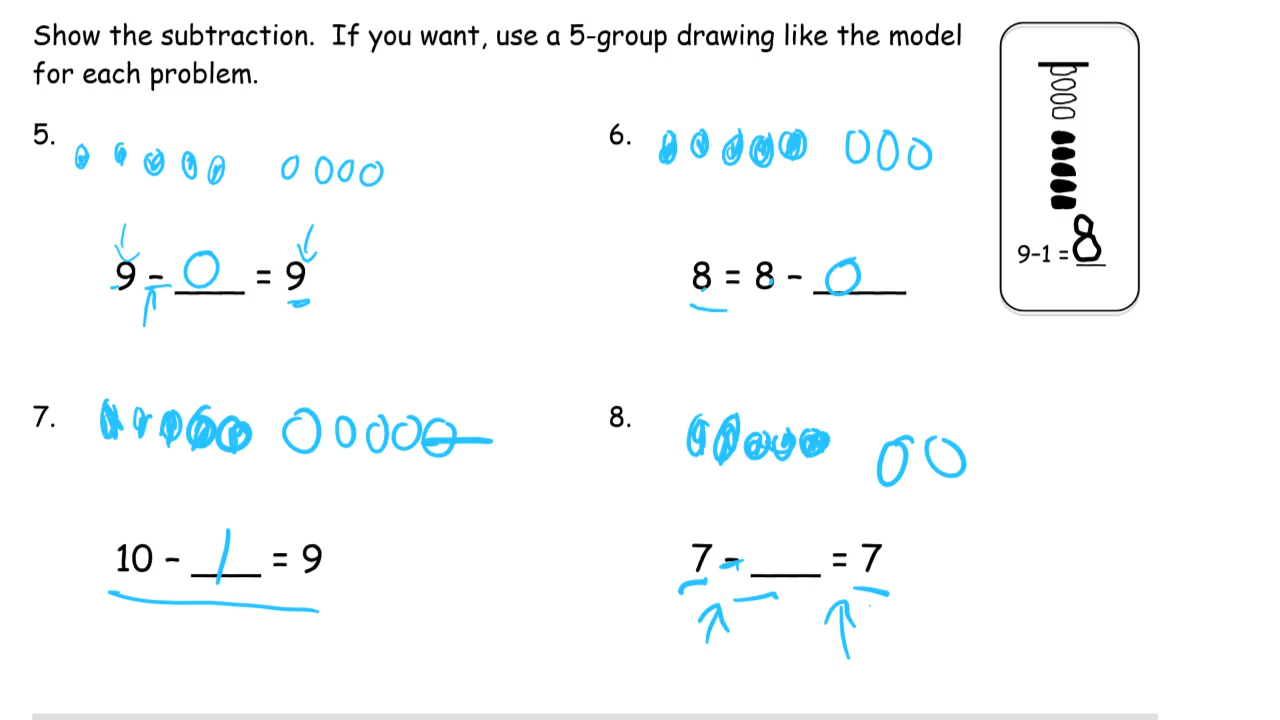 Show the subtraction.  If you want, use a 5-group drawing like the model
for each problem.
5.
9 - 0 = 9
6.
8 = 8 - 0
9-1 = 8
7.
10 - 1 = 9
8.
7 - ___ = 7